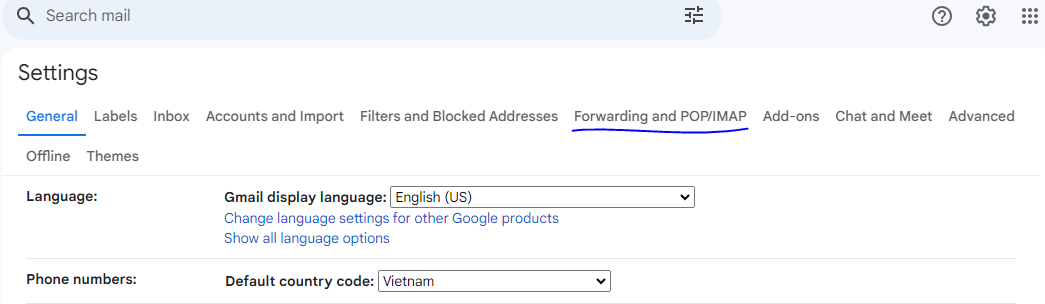 Search mail
Settings
General Labels Inbox Accounts and Import Filters and Blocked Addresses Forwarding and POP/IMAP Add-ons Chat and Meet Advanced
Offline Themes
Language: Gmail display language: English (US)
Change language settings for other Google products
Show all language options
Phone numbers: Default country code: Vietnam